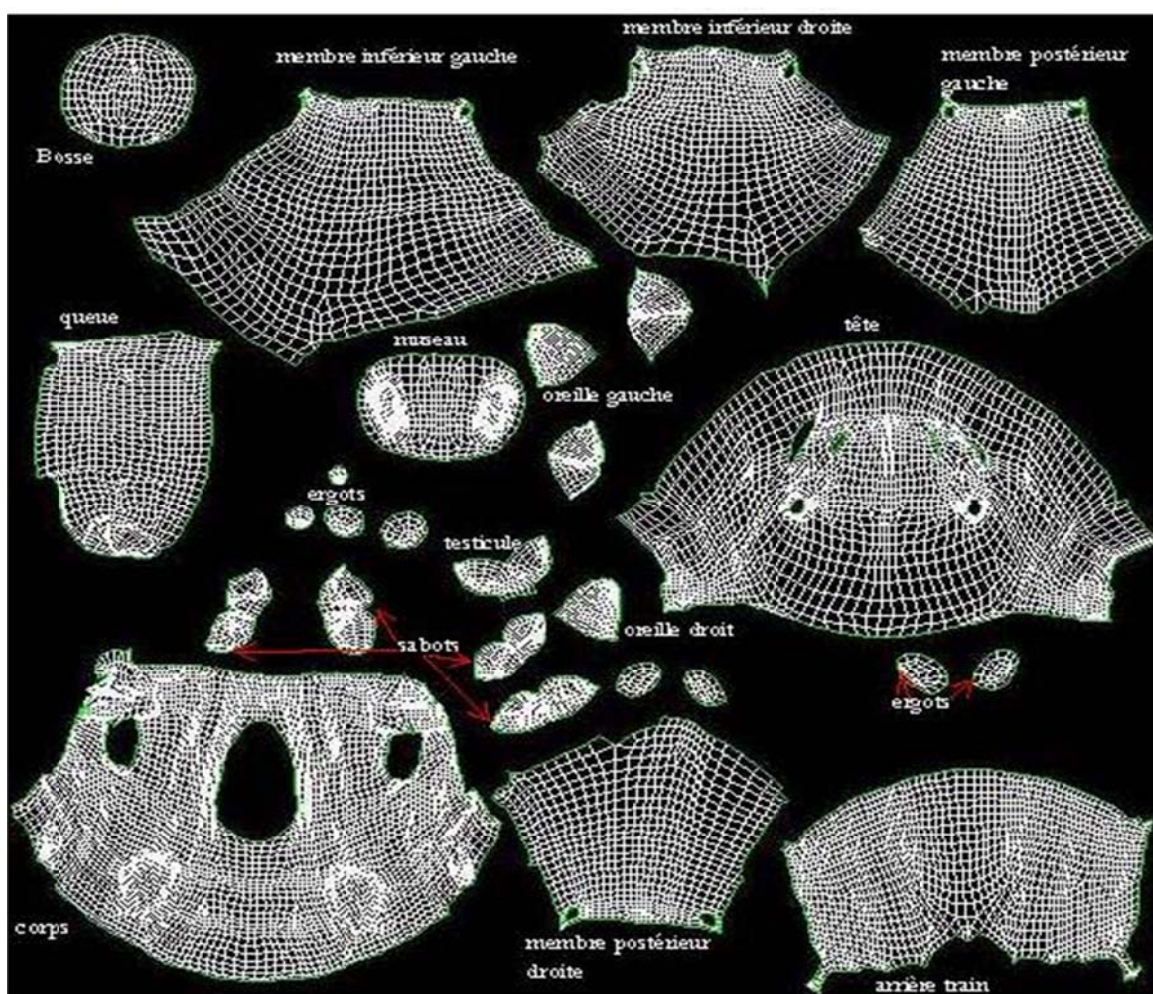 membre inférieur gauche
membre inférieur droite
membre postérieur
gauche
Bosse
queue
museau
oreille gauche
tête
ergots
testicule
oreille droit
sabots
ergots
corps
membre postérieur
droite
arrière train